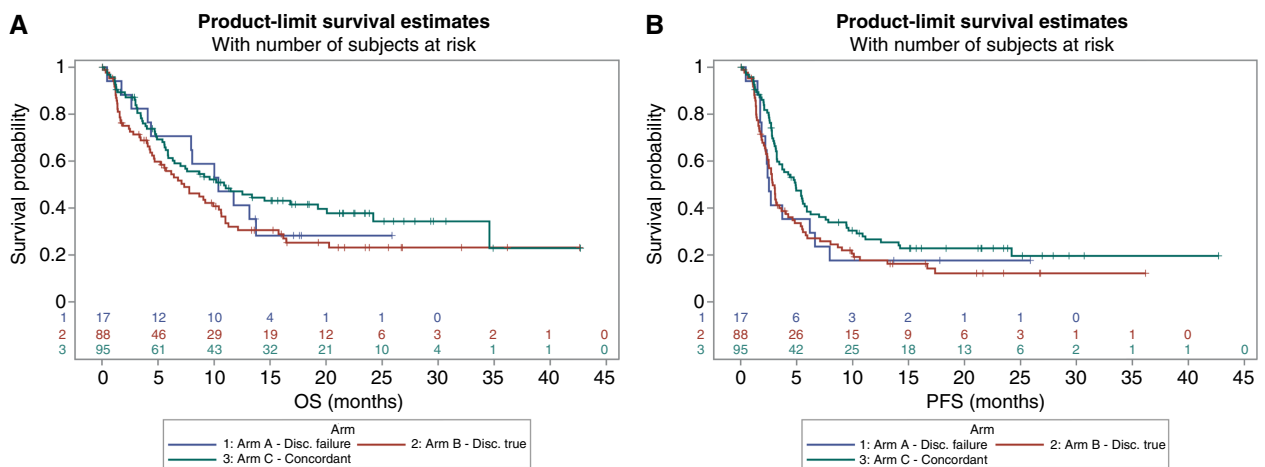 A
Product-limit survival estimates
With number of subjects at risk
Survival probability
1
0.8
0.6
0.4
0.2
0
1 17 12 10 4 1 1 0
2 88 46 29 19 12 6 3 2 1 0
3 95 61 43 32 21 10 4 1 1 0
0 5 10 15 20 25 30 35 40 45
OS (months)
Arm
1: Arm A - Disc. failure 2: Arm B - Disc. true
3: Arm C - Concordant
B
Product-limit survival estimates
With number of subjects at risk
Survival probability
1
0.8
0.6
0.4
0.2
0
1 17 6 3 2 1 1 0
2 88 26 15 9 6 3 1 1 0
3 95 42 25 18 13 6 2 1 1 0
0 5 10 15 20 25 30 35 40 45
PFS (months)
Arm
1: Arm A - Disc. failure 2: Arm B - Disc. true
3: Arm C - Concordant